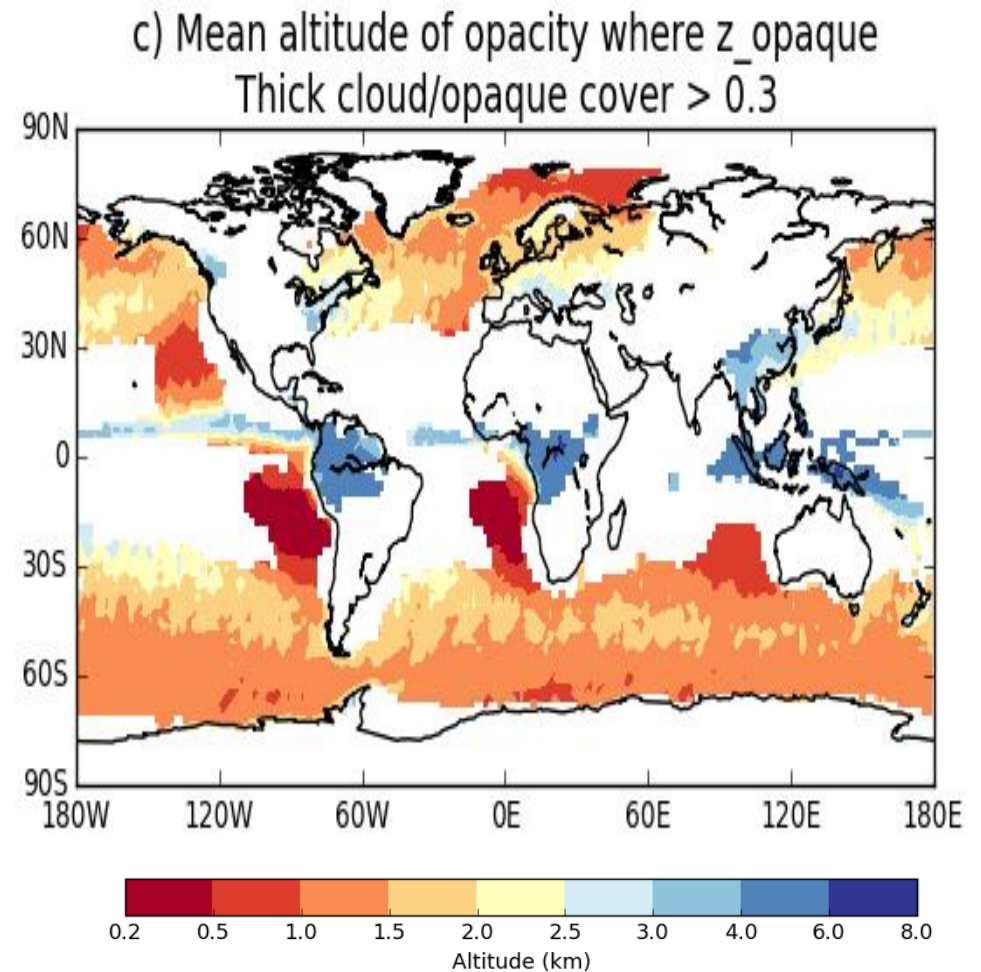 c) Mean altitude of opacity where z_opaque
Thick cloud/opaque cover > 0.3
90N
60N
30N
0
30S
60S
90S
180W 120W 60W 0E 60E 120E 180E
0.2 0.5 1.0 1.5 2.0 2.5 3.0 4.0 6.0 8.0
Altitude (km)